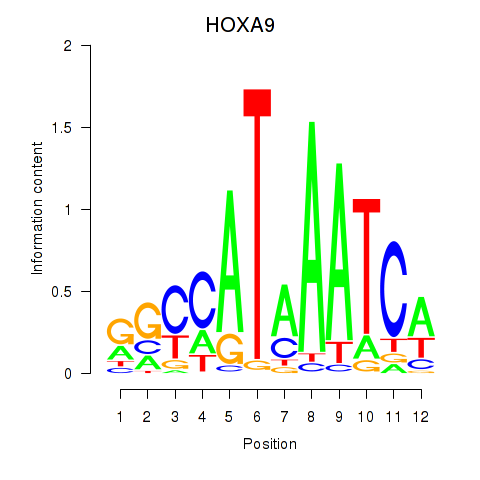 HOXA9
2
1.5
1
0.5
0
Information content
G G C C A T A A A T C A
A C T A G G C T T A T T
T A G T C T C C G G C
C T A G A G
1 2 3 4 5 6 7 8 9 10 11 12
Position